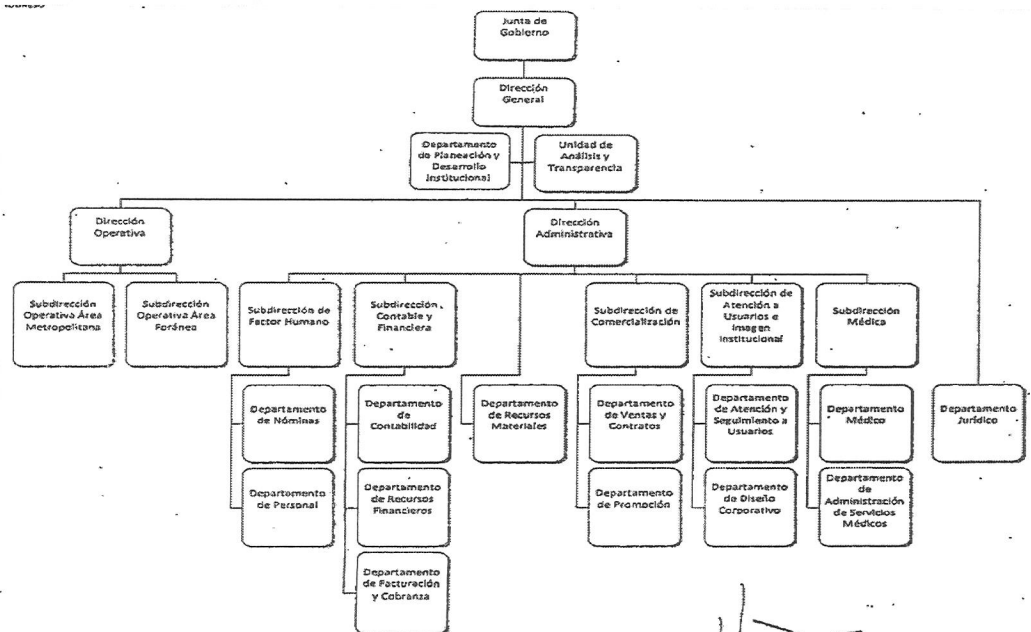 Junta de
Gobierno
Dirección
General
Departamento
de Planeación y
Desarrollo
Institucional
Unidad de
Análisis y
Transparencia
Dirección
Operativa
Dirección
Administrativa
Subdirección
Operativa Área
Metropolitana
Subdirección
Operativa Área
Foránea
Subdirección de
Factor Humano
Subdirección
Contable y
Financiera
Subdirección de
Comercialización
Subdirección de
Atención a
Usuarios e
Imagen
Institucional
Subdirección
Médica
Departamento
de Nóminas
Departamento
de
Contabilidad
Departamento
de Recursos
Materiales
Departamento
de Ventas y
Contratos
Departamento
de Atención y
Seguimiento a
Usuarios
Departamento
Médico
Departamento
Jurídico
Departamento
de Personal
Departamento
de Recursos
Financieros
Departamento
de Promoción
Departamento
de Diseño
Corporativo
Departamento
de
Administración
de Servicios
Médicos
Departamento
de Facturación
y Cobranza